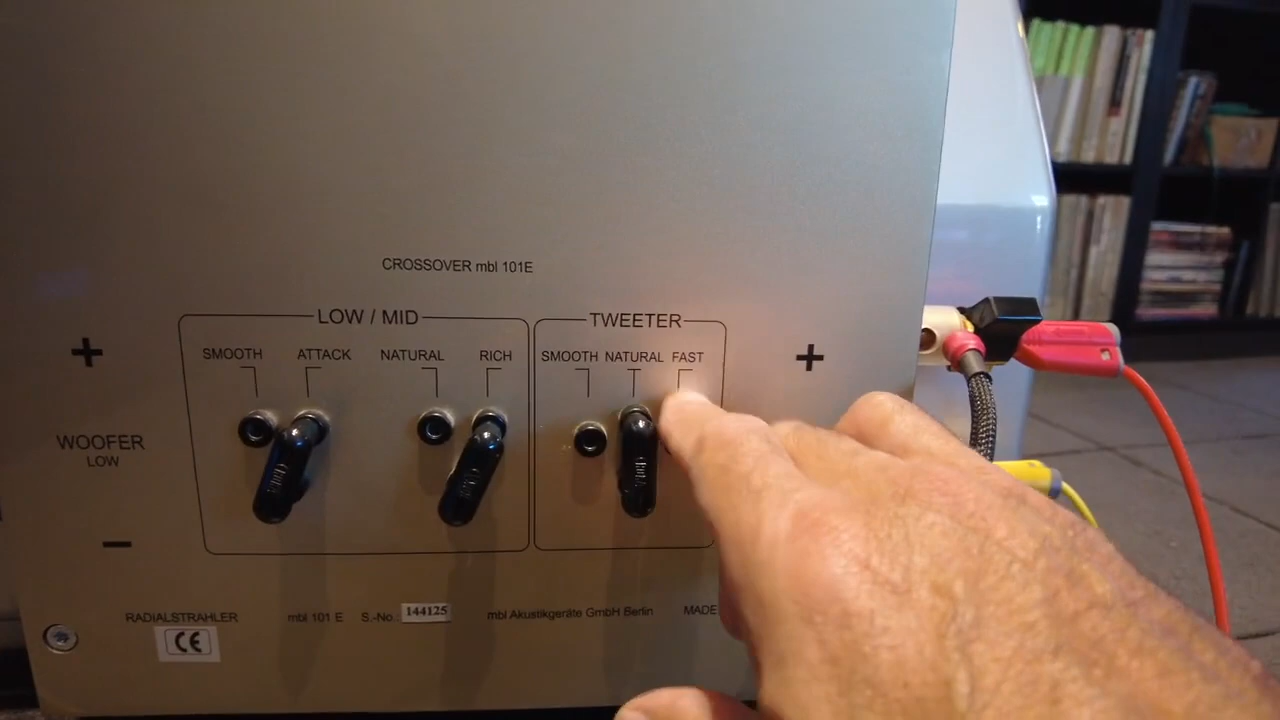 CROSSOVER mbl 101E
LOW / MID
TWEETER
SMOOTH ATTACK NATURAL RICH
SMOOTH NATURAL FAST
+
+
WOOFER
LOW
−
RADIALSTRAHLER mbl 101 E S.-No.: 144125 mbl Akustikgeräte GmbH Berlin MADE
CE